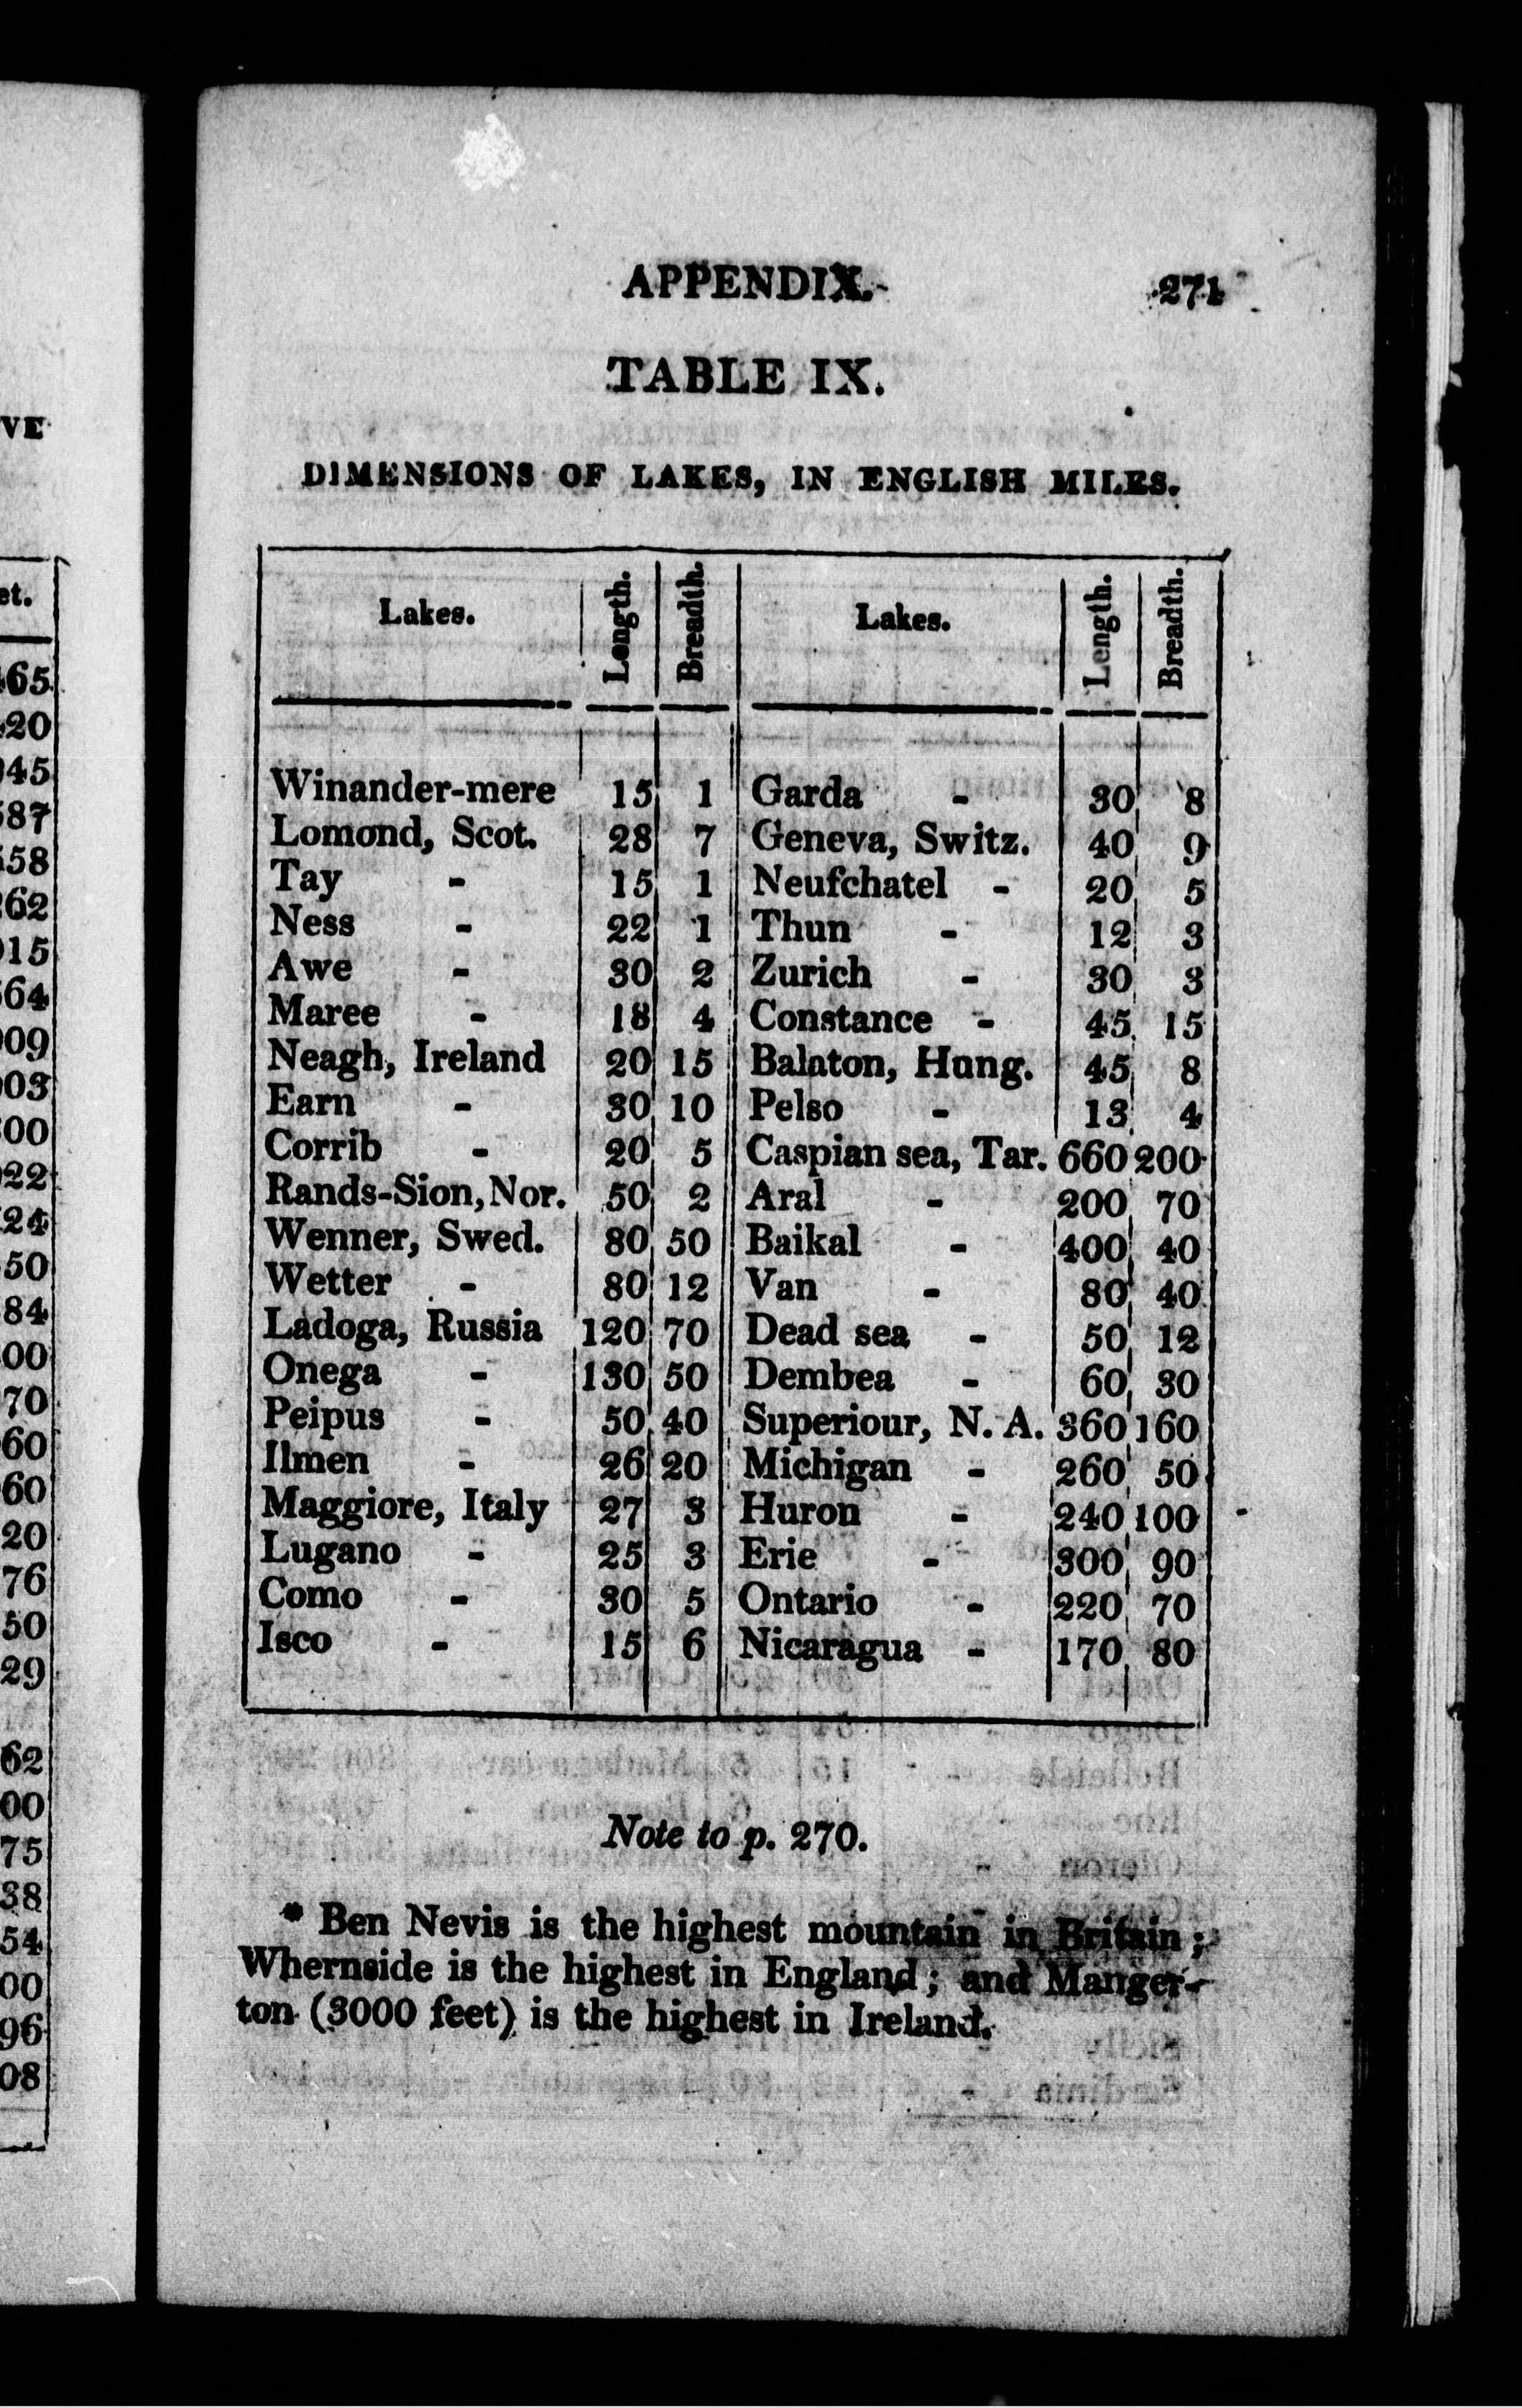 APPENDIX.
271
TABLE IX.
DIMENSIONS OF LAKES, IN ENGLISH MILES.
Lakes. Length. Breadth. Lakes. Length. Breadth.
Winander-mere 15 1 Garda - 30 8
Lomond, Scot. 28 7 Geneva, Switz. 40 9
Tay - 15 1 Neufchatel - 20 5
Ness - 22 1 Thun - 12 3
Awe - 30 2 Zurich - 30 3
Maree - 18 4 Constance - 45 15
Neagh, Ireland 20 15 Balaton, Hung. 45 8
Earn - 30 10 Pelso - 13 4
Corrib - 20 5 Caspian sea, Tar. 660 200
Rands-Sion, Nor. 50 2 Aral - 200 70
Wenner, Swed. 80 50 Baikal - 400 40
Wetter - 80 12 Van - 80 40
Ladoga, Russia 120 70 Dead sea - 50 12
Onega - 130 50 Dembea - 60 30
Peipus - 50 40 Superiour, N. A. 360 160
Ilmen - 26 20 Michigan - 260 50
Maggiore, Italy 27 3 Huron - 240 100
Lugano - 25 3 Erie - 300 90
Como - 30 5 Ontario - 220 70
Isco - 15 6 Nicaragua - 170 80
Note to p. 270.
* Ben Nevis is the highest mountain in Britain;
Whernside is the highest in England; and Manger-
ton (3000 feet) is the highest in Ireland.